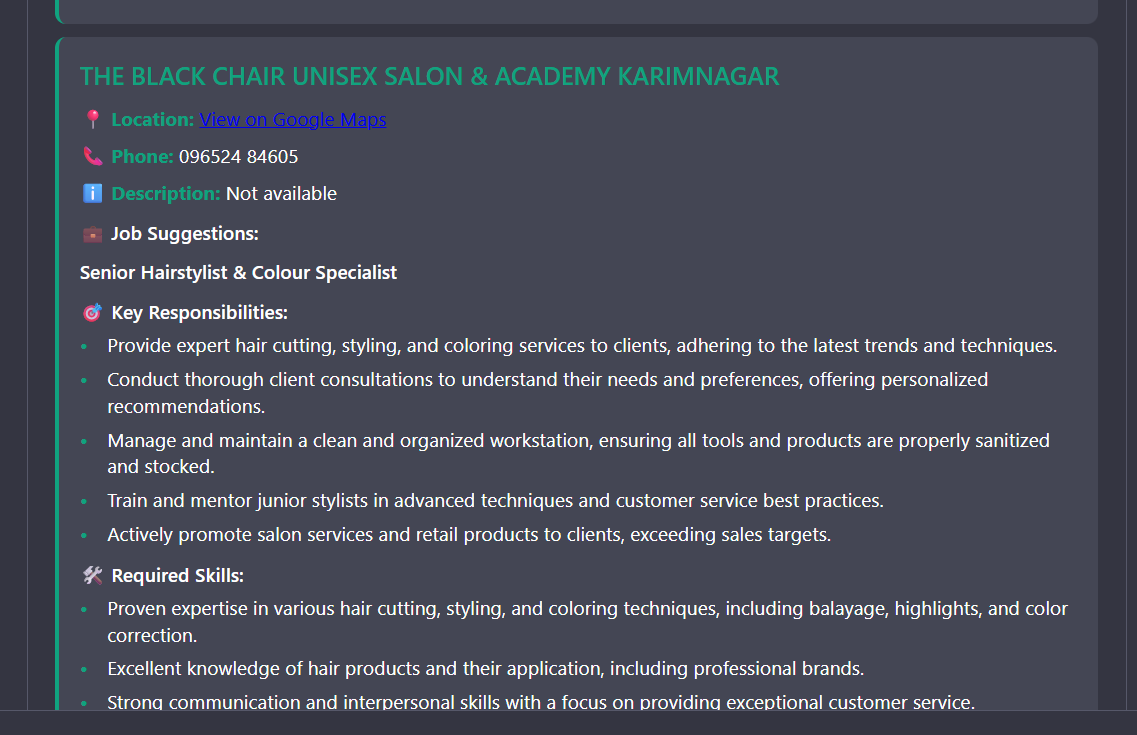 THE BLACK CHAIR UNISEX SALON & ACADEMY KARIMNAGAR
Location: View on Google Maps
Phone: 096524 84605
Description: Not available
Job Suggestions:
Senior Hairstylist & Colour Specialist
Key Responsibilities:
• Provide expert hair cutting, styling, and coloring services to clients, adhering to the latest trends and techniques.
• Conduct thorough client consultations to understand their needs and preferences, offering personalized
recommendations.
• Manage and maintain a clean and organized workstation, ensuring all tools and products are properly sanitized
and stocked.
• Train and mentor junior stylists in advanced techniques and customer service best practices.
• Actively promote salon services and retail products to clients, exceeding sales targets.
Required Skills:
• Proven expertise in various hair cutting, styling, and coloring techniques, including balayage, highlights, and color
correction.
• Excellent knowledge of hair products and their application, including professional brands.
• Strong communication and interpersonal skills with a focus on providing exceptional customer service.